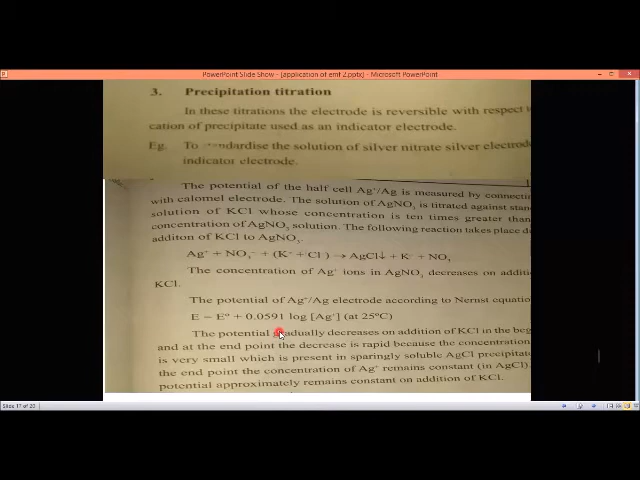 PowerPoint Slide Show - [application of emf 2.pptx] - Microsoft PowerPoint
3. Precipitation titration
In these titrations the electrode is reversible with respect
cation of precipitate used as an indicator electrode.
Eg. To standardise the solution of silver nitrate silver electrode
indicator electrode.
The potential of the half cell Ag⁺/Ag is measured by connecting
with calomel electrode. The solution of AgNO₃ is titrated against
solution of KCl whose concentration is ten times greater than
concentration of AgNO₃ solution. The following reaction takes place
additon of KCl to AgNO₃.
Ag⁺ + NO₃⁻ + (K⁺ + Cl⁻) → AgCl↓ + K⁺ + NO₃
The concentration of Ag⁺ ions in AgNO₃ decreases on
KCl.
The potential of Ag⁺/Ag electrode according to Nernst
E = E° + 0.0591 log [Ag⁺] (at 25°C)
The potential gradually decreases on addition of KCl in the
and at the end point the decrease is rapid because the concentration
is very small which is present in sparingly soluble AgCl
the end point the concentration of Ag⁺ remains constant (in AgCl)
potential approximately remains constant on addition of KCl.
Slide 17 of 20